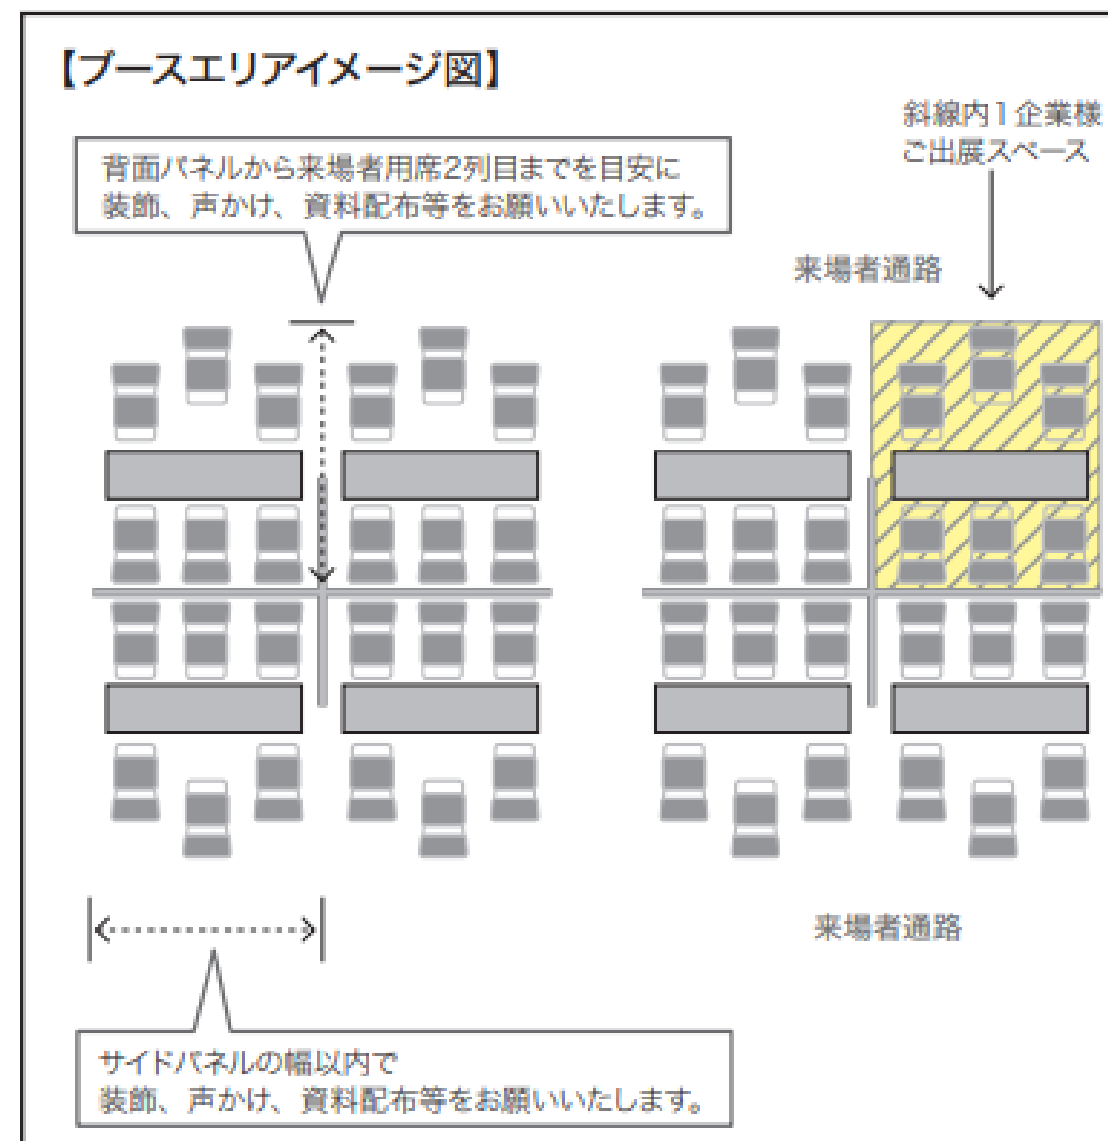 【ブースエリアイメージ図】
斜線内1企業様
ご出展スペース
背面パネルから来場者用席2列目までを目安に
装飾、声かけ、資料配布等をお願いいたします。
来場者通路
来場者通路
サイドパネルの幅以内で
装飾、声かけ、資料配布等をお願いいたします。